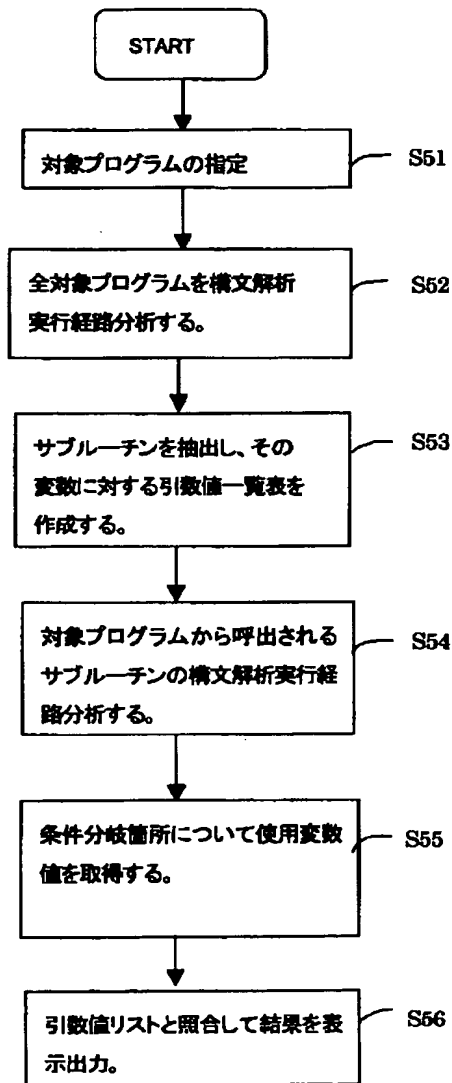 START
対象プログラムの指定
S51
全対象プログラムを構文解析
実行経路分析する。
S52
サブルーチンを抽出し、その
変数に対する引数値一覧表を
作成する。
S53
対象プログラムから呼出される
サブルーチンの構文解析実行経
路分析する。
S54
条件分岐箇所について使用変数
値を取得する。
S55
引数値リストと照合して結果を表
示出力。
S56